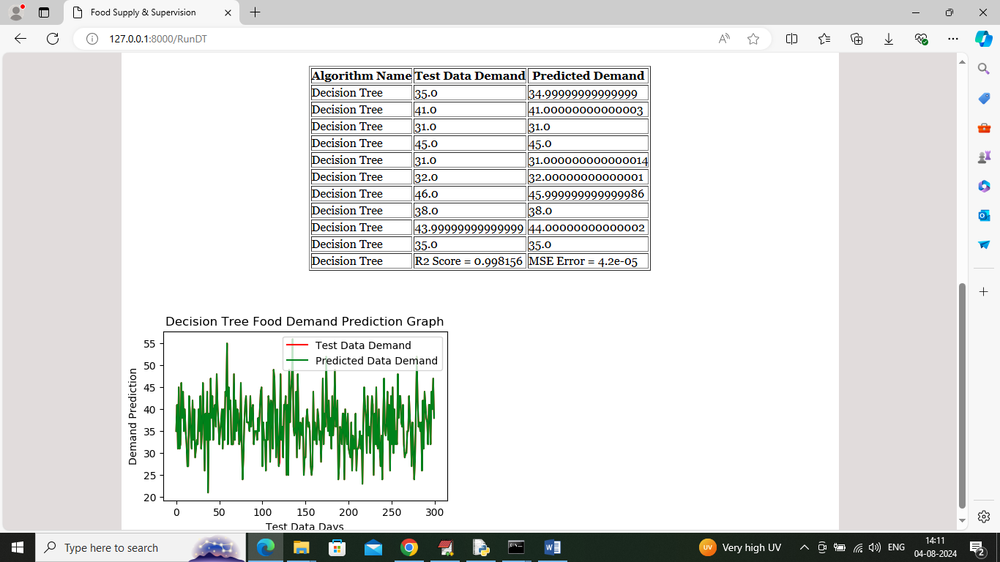 Food Supply & Supervision
127.0.0.1:8000/RunDT
Algorithm Name Test Data Demand Predicted Demand
Decision Tree 35.0 34.99999999999999
Decision Tree 41.0 41.00000000000003
Decision Tree 31.0 31.0
Decision Tree 45.0 45.0
Decision Tree 31.0 31.000000000000014
Decision Tree 32.0 32.00000000000001
Decision Tree 46.0 45.999999999999986
Decision Tree 38.0 38.0
Decision Tree 43.99999999999999 44.00000000000002
Decision Tree 35.0 35.0
Decision Tree R2 Score = 0.998156 MSE Error = 4.2e-05
Decision Tree Food Demand Prediction Graph
Test Data Demand
Predicted Data Demand
Demand Prediction
55
50
45
40
35
30
25
20
0 50 100 150 200 250 300
Test Data Days
Type here to search
UV Very high UV
ENG
14:11
04-08-2024
2